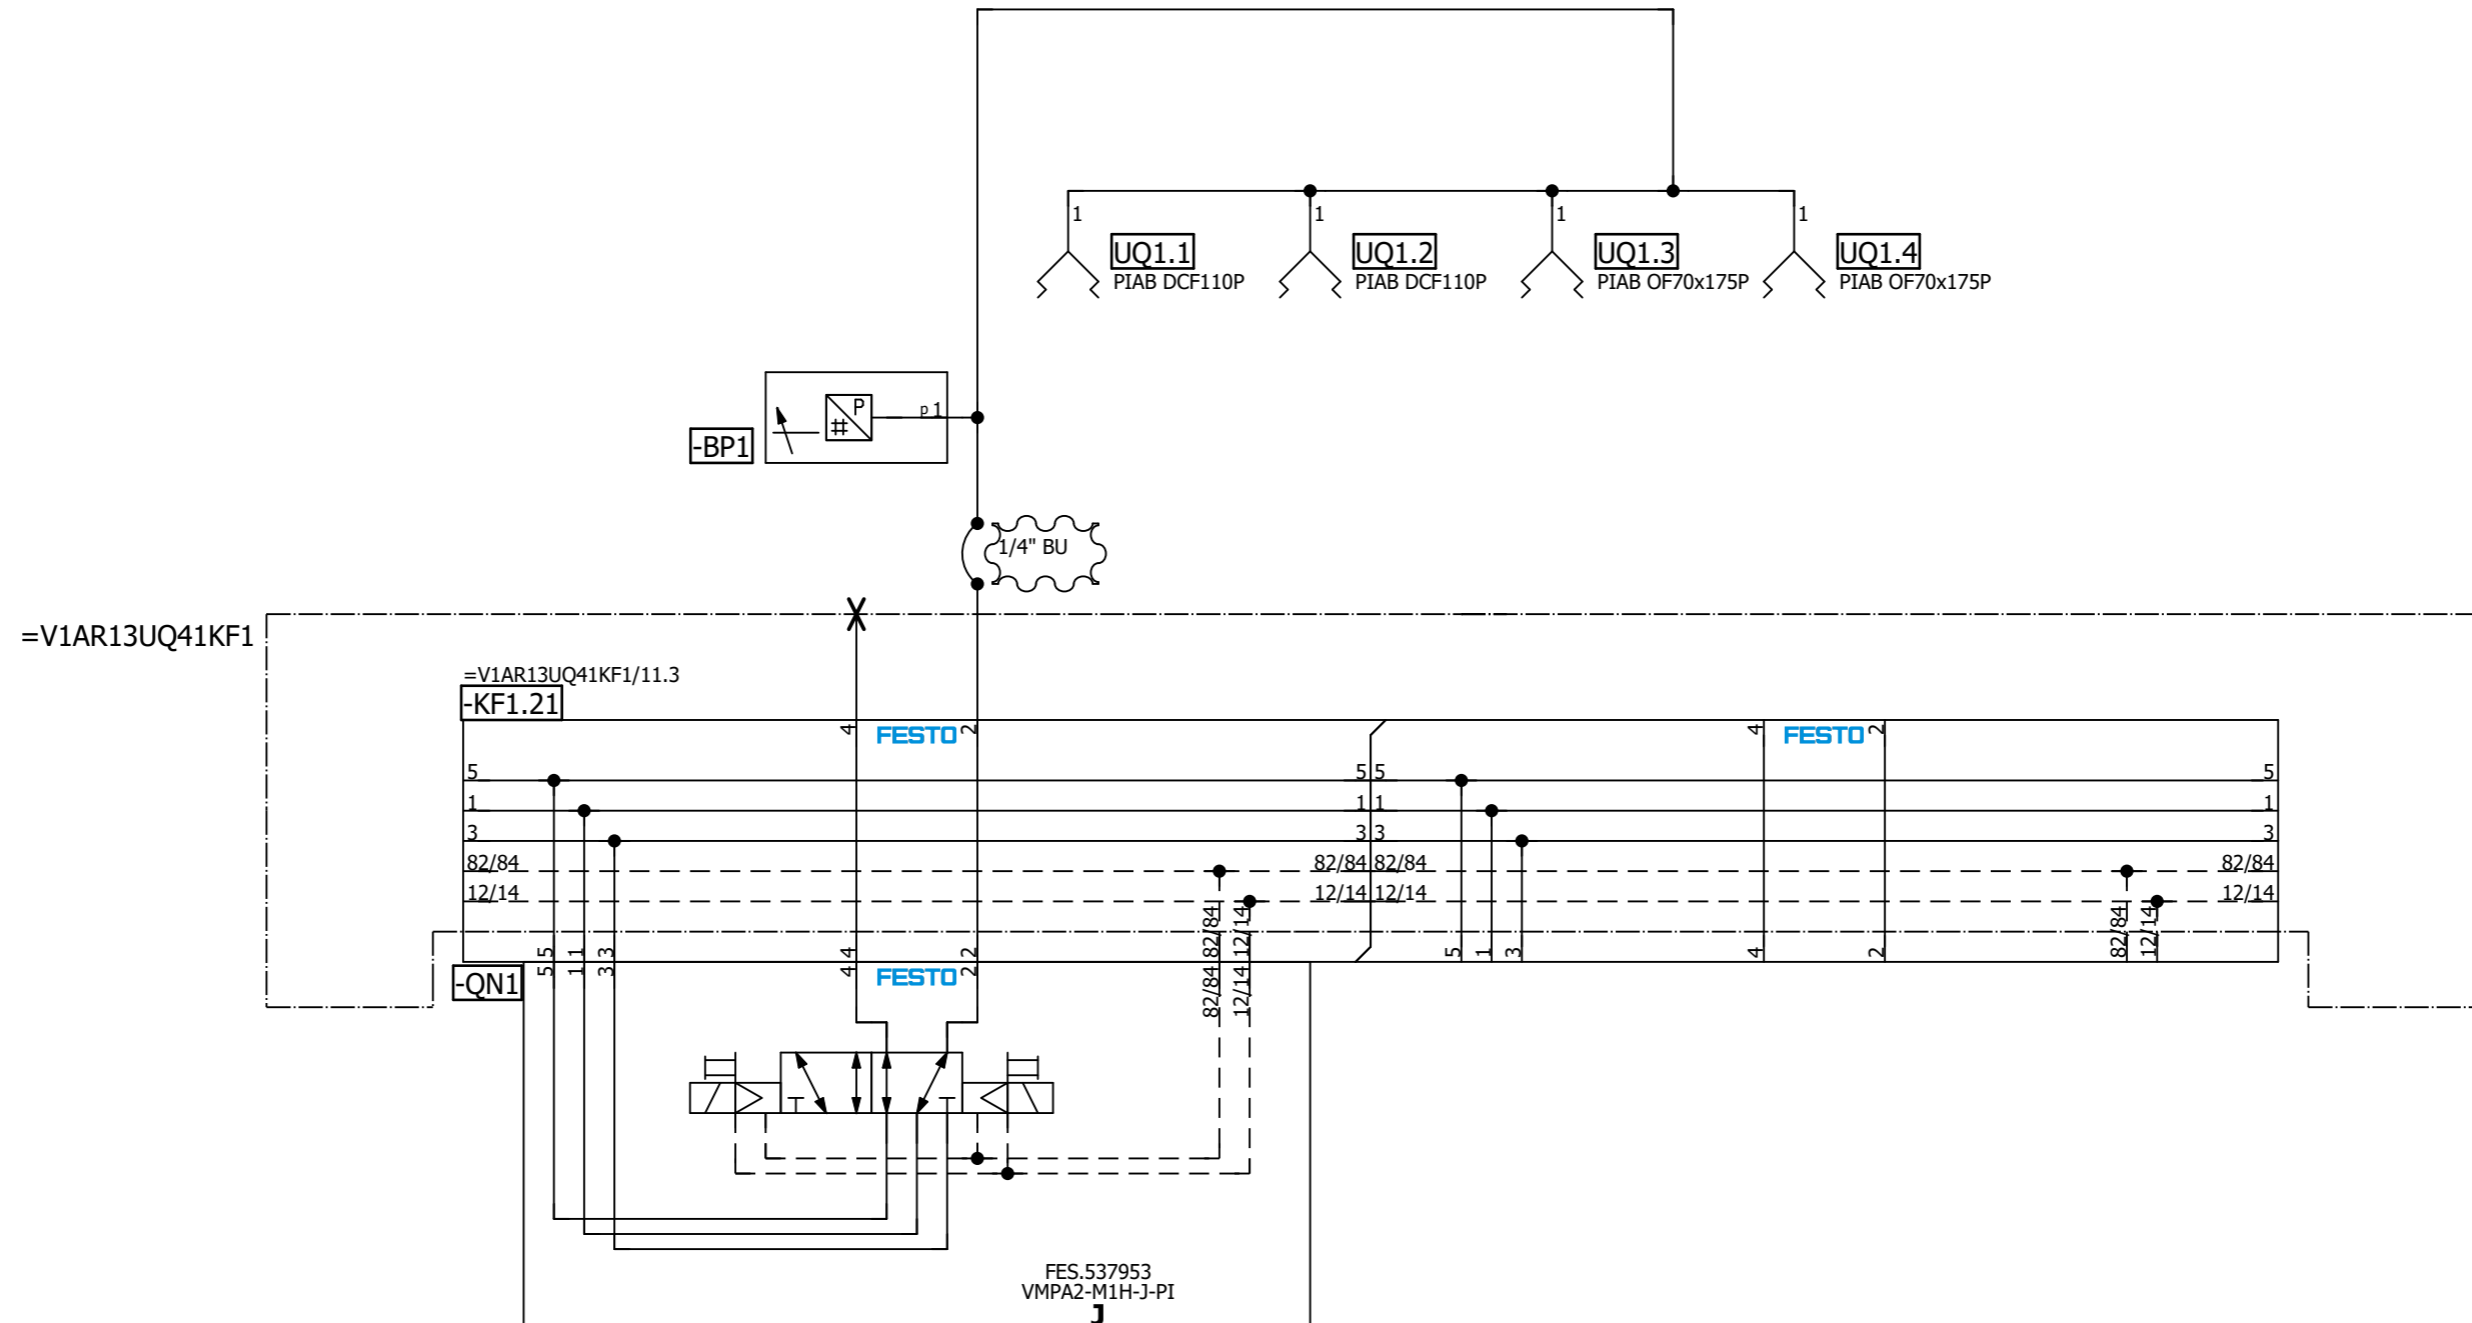 1
1
1
1
UQ1.1
PIAB DCF110P
UQ1.2
PIAB DCF110P
UQ1.3
PIAB OF70x175P
UQ1.4
PIAB OF70x175P
P
#
p1
-BP1
1/4" BU
=V1AR13UQ41KF1
=V1AR13UQ41KF1/11.3
-KF1.21
4
FESTO
2
4
FESTO
2
5
5
5
5
1
1
1
1
3
3
3
3
82/84
82/84
82/84
82/84
12/14
12/14
12/14
12/14
5
1
3
4
2
82/84
12/14
5
1
3
4
2
82/84
12/14
-QN1
5
1
3
4
FESTO
2
82/84
12/14
FES.537953
VMPA2-M1H-J-PI
J